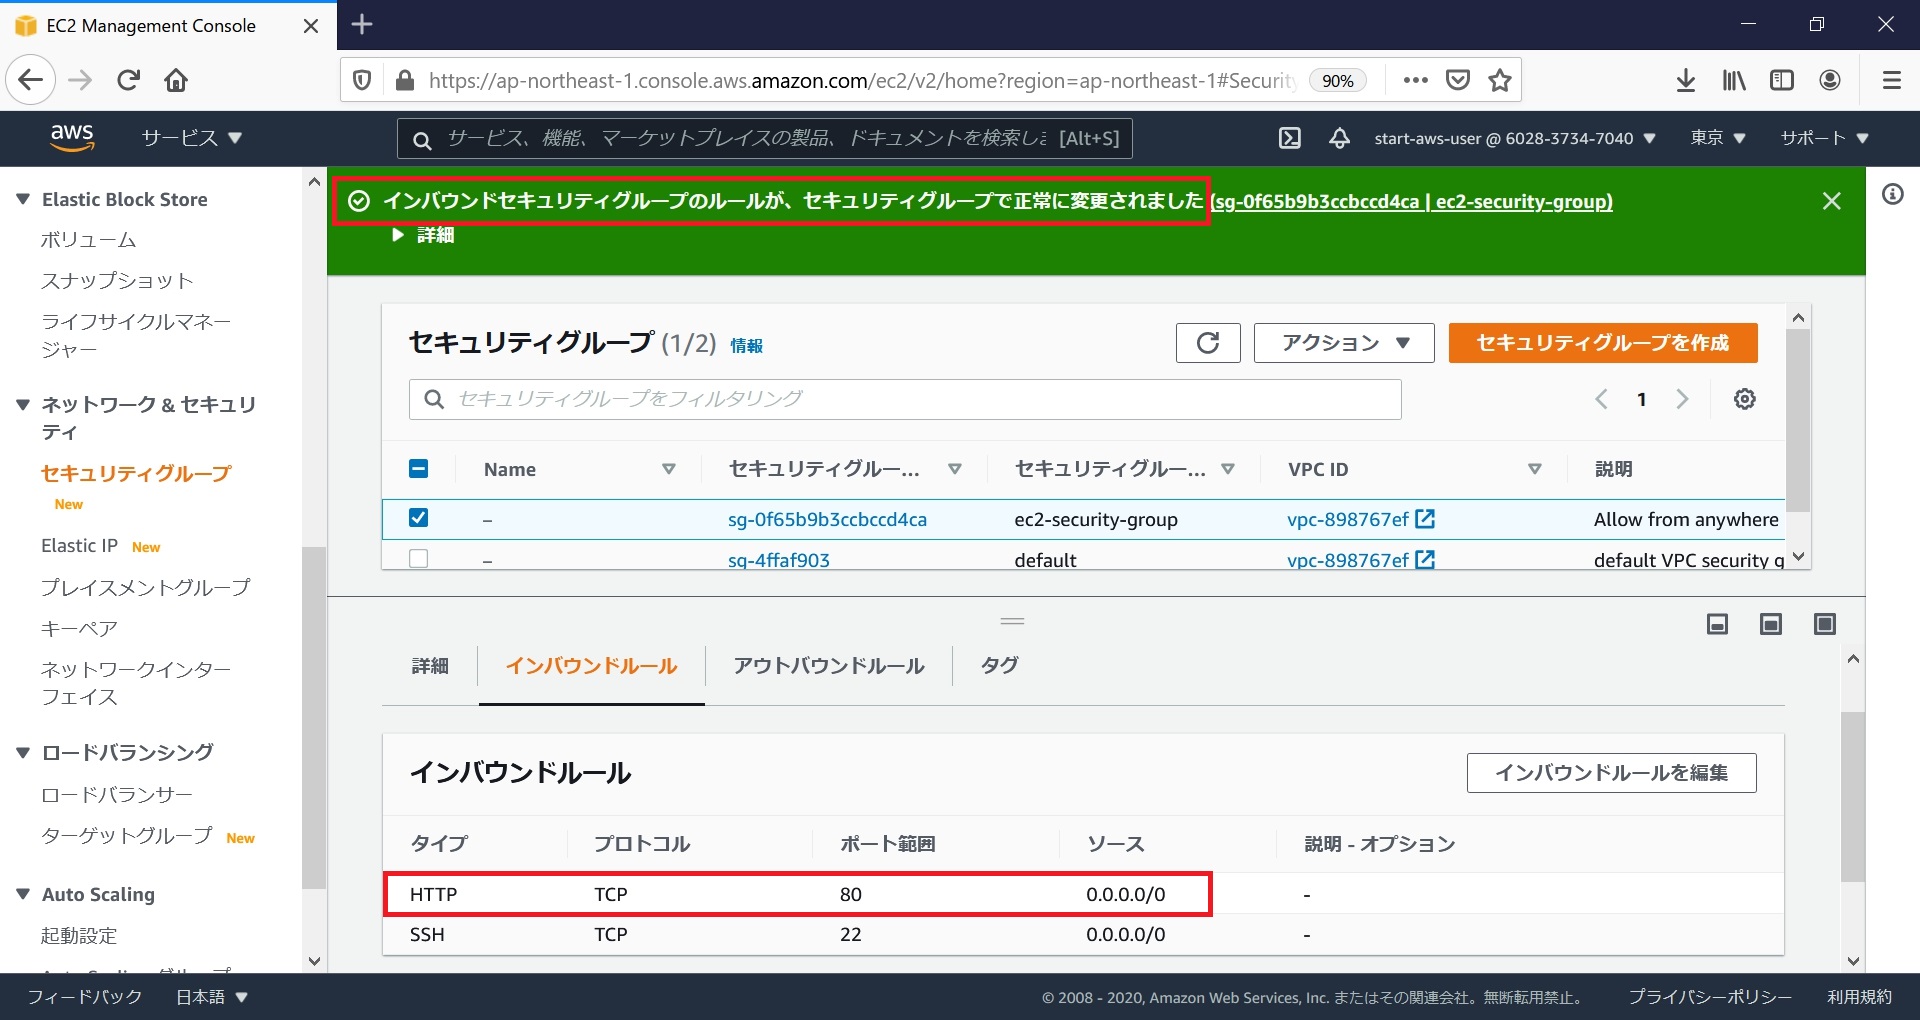 EC2 Management Console
https://ap-northeast-1.console.aws.amazon.com/ec2/v2/home?region=ap-northeast-1#Security
90%
aws
サービス
サービス、機能、マーケットプレイスの製品、ドキュメントを検索しま
[Alt+S]
start-aws-user @ 6028-3734-7040
東京
サポート
Elastic Block Store
ボリューム
スナップショット
ライフサイクルマネー
ジャー
ネットワーク & セキュリ
ティ
セキュリティグループ
New
Elastic IP New
プレイスメントグループ
キーペア
ネットワークインター
フェイス
ロードバランシング
ロードバランサー
ターゲットグループ New
Auto Scaling
起動設定
インバウンドセキュリティグループのルールが、セキュリティグループで正常に変更されました (sg-0f65b9b3ccbccd4ca | ec2-security-group)
詳細
セキュリティグループ (1/2) 情報
アクション
セキュリティグループを作成
セキュリティグループをフィルタリング
1
Name セキュリティグルー... セキュリティグルー... VPC ID 説明
– sg-0f65b9b3ccbccd4ca ec2-security-group vpc-898767ef Allow from anywhere
– sg-4ffaf903 default vpc-898767ef default VPC security g
詳細 インバウンドルール アウトバウンドルール タグ
インバウンドルール
インバウンドルールを編集
タイプ プロトコル ポート範囲 ソース 説明 - オプション
HTTP TCP 80 0.0.0.0/0 -
SSH TCP 22 0.0.0.0/0 -
フィードバック 日本語
© 2008 - 2020, Amazon Web Services, Inc. またはその関連会社。無断転用禁止。 プライバシーポリシー 利用規約